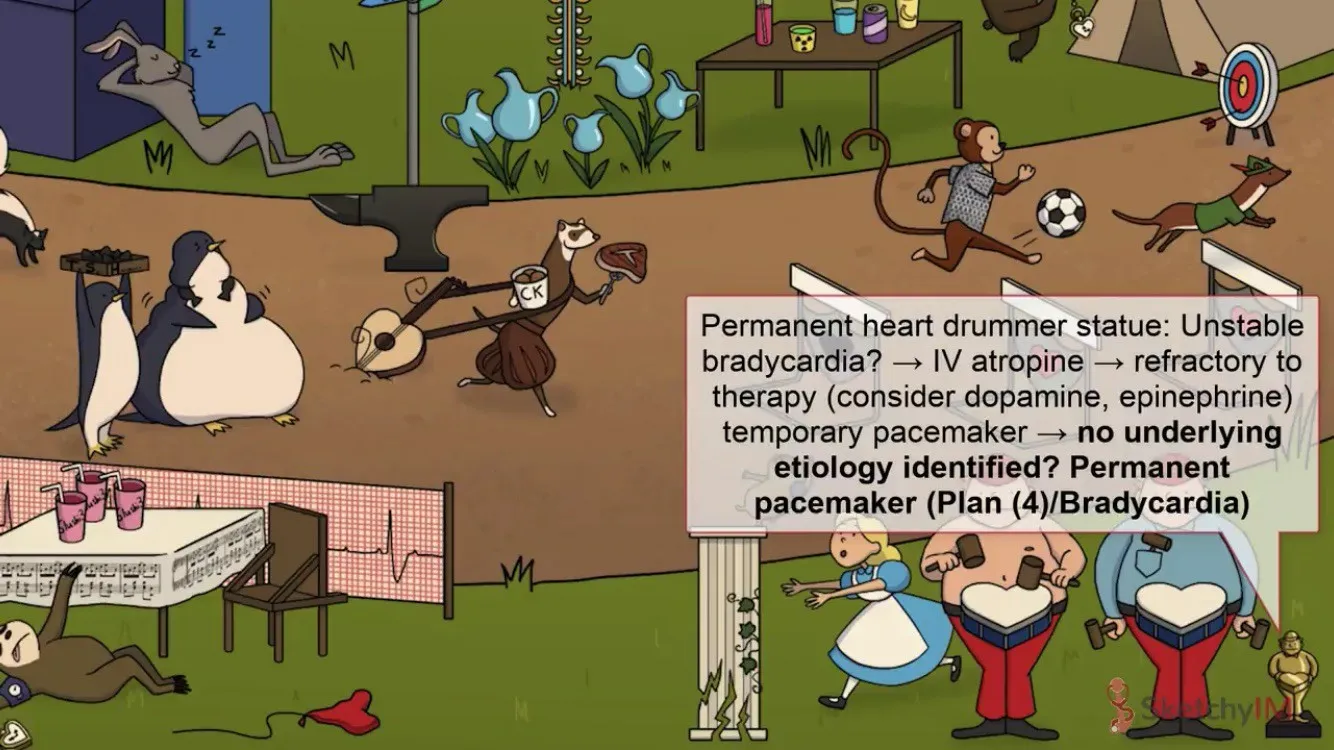 z z z
CK
Permanent heart drummer statue: Unstable
bradycardia? → IV atropine → refractory to
therapy (consider dopamine, epinephrine)
temporary pacemaker → no underlying
etiology identified? Permanent
pacemaker (Plan (4)/Bradycardia)
SketchyIM